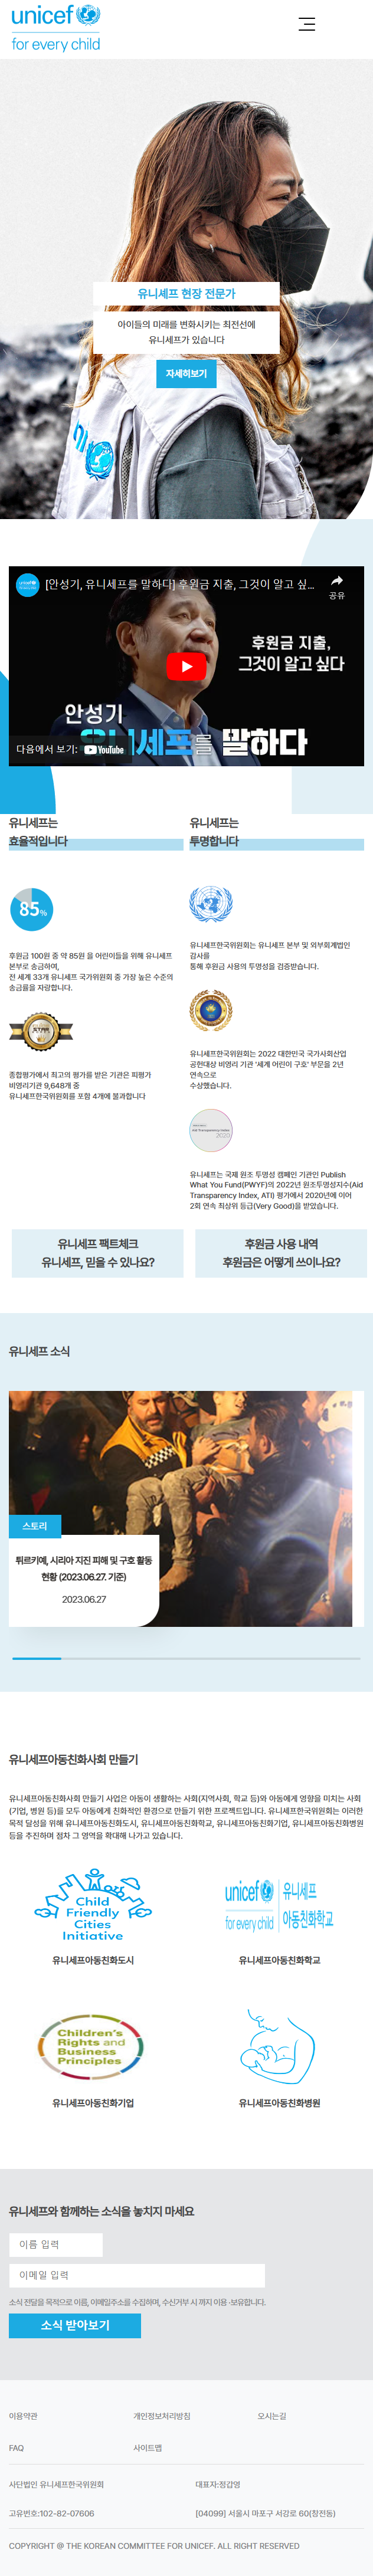 unicef
for every child
유니세프 현장 전문가
아이들의 미래를 변화시키는 최전선에
유니세프가 있습니다
자세히보기
[안성기, 유니세프를 말하다] 후원금 지출, 그것이 알고 싶...
공유
후원금 지출,
그것이 알고 싶다
안성기
유니세프를 말하다
다음에서 보기: YouTube
유니세프는
효율적입니다
85%
후원금 100원 중 약 85원 을 어린이들을 위해 유니세프
본부로 송금하여,
전 세계 33개 유니세프 국가위원회 중 가장 높은 수준의
송금율을 자랑합니다.
종합평가에서 최고의 평가를 받은 기관은 피평가
비영리기관 9,648개 중
유니세프한국위원회를 포함 4개에 불과합니다
유니세프는
투명합니다
유니세프한국위원회는 유니세프 본부 및 외부회계법인
감사를
통해 후원금 사용의 투명성을 검증받습니다.
유니세프한국위원회는 2022 대한민국 국가사회산업
공헌대상 비영리 기관 '세계 어린이 구호' 부문을 2년
연속으로
수상했습니다.
Aid Transparency Index
유니세프는 국제 원조 투명성 캠페인 기관인 Publish
What You Fund(PWYF)의 2022년 원조투명성지수(Aid
Transparency Index, ATI) 평가에서 2020년에 이어
2회 연속 최상위 등급(Very Good)을 받았습니다.
유니세프 팩트체크
유니세프, 믿을 수 있나요?
후원금 사용 내역
후원금은 어떻게 쓰이나요?
유니세프 소식
스토리
튀르키예, 시리아 지진 피해 및 구호 활동
현황 (2023.06.27. 기준)
2023.06.27
유니세프아동친화사회 만들기
유니세프아동친화사회 만들기 사업은 아동이 생활하는 사회(지역사회, 학교 등)와 아동에게 영향을 미치는 사회
(기업, 병원 등)를 모두 아동에게 친화적인 환경으로 만들기 위한 프로젝트입니다. 유니세프한국위원회는 이러한
목적 달성을 위해 유니세프아동친화도시, 유니세프아동친화학교, 유니세프아동친화기업, 유니세프아동친화병원
등을 추진하며 점차 그 영역을 확대해 나가고 있습니다.
Child
Friendly
Cities
Initiative
유니세프아동친화도시
unicef
for every child
유니세프
아동친화학교
유니세프아동친화학교
Children's
Rights and
Business
Principles
유니세프아동친화기업
유니세프아동친화병원
유니세프와 함께하는 소식을 놓치지 마세요
이름 입력
이메일 입력
소식 전달을 목적으로 이름, 이메일주소를 수집하며, 수신거부 시 까지 이용 ·보유합니다.
소식 받아보기
이용약관
개인정보처리방침
오시는길
FAQ
사이트맵
사단법인 유니세프한국위원회
대표자:정갑영
고유번호:102-82-07606
[04099] 서울시 마포구 서강로 60(창전동)
COPYRIGHT @ THE KOREAN COMMITTEE FOR UNICEF. ALL RIGHT RESERVED